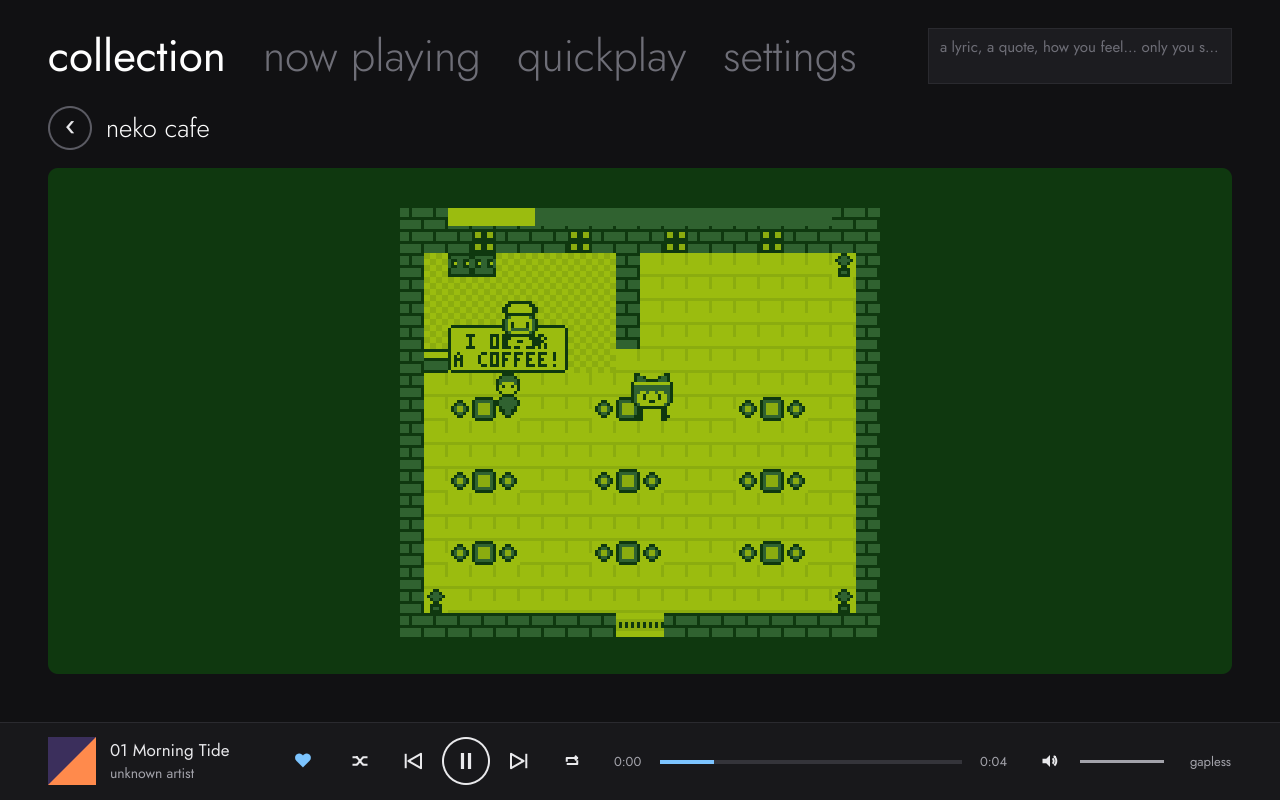 collection now playing quickplay settings
a lyric, a quote, how you feel... only you s...
neko cafe
I
A COFFEE!
01 Morning Tide
unknown artist
0:00
0:04
gapless